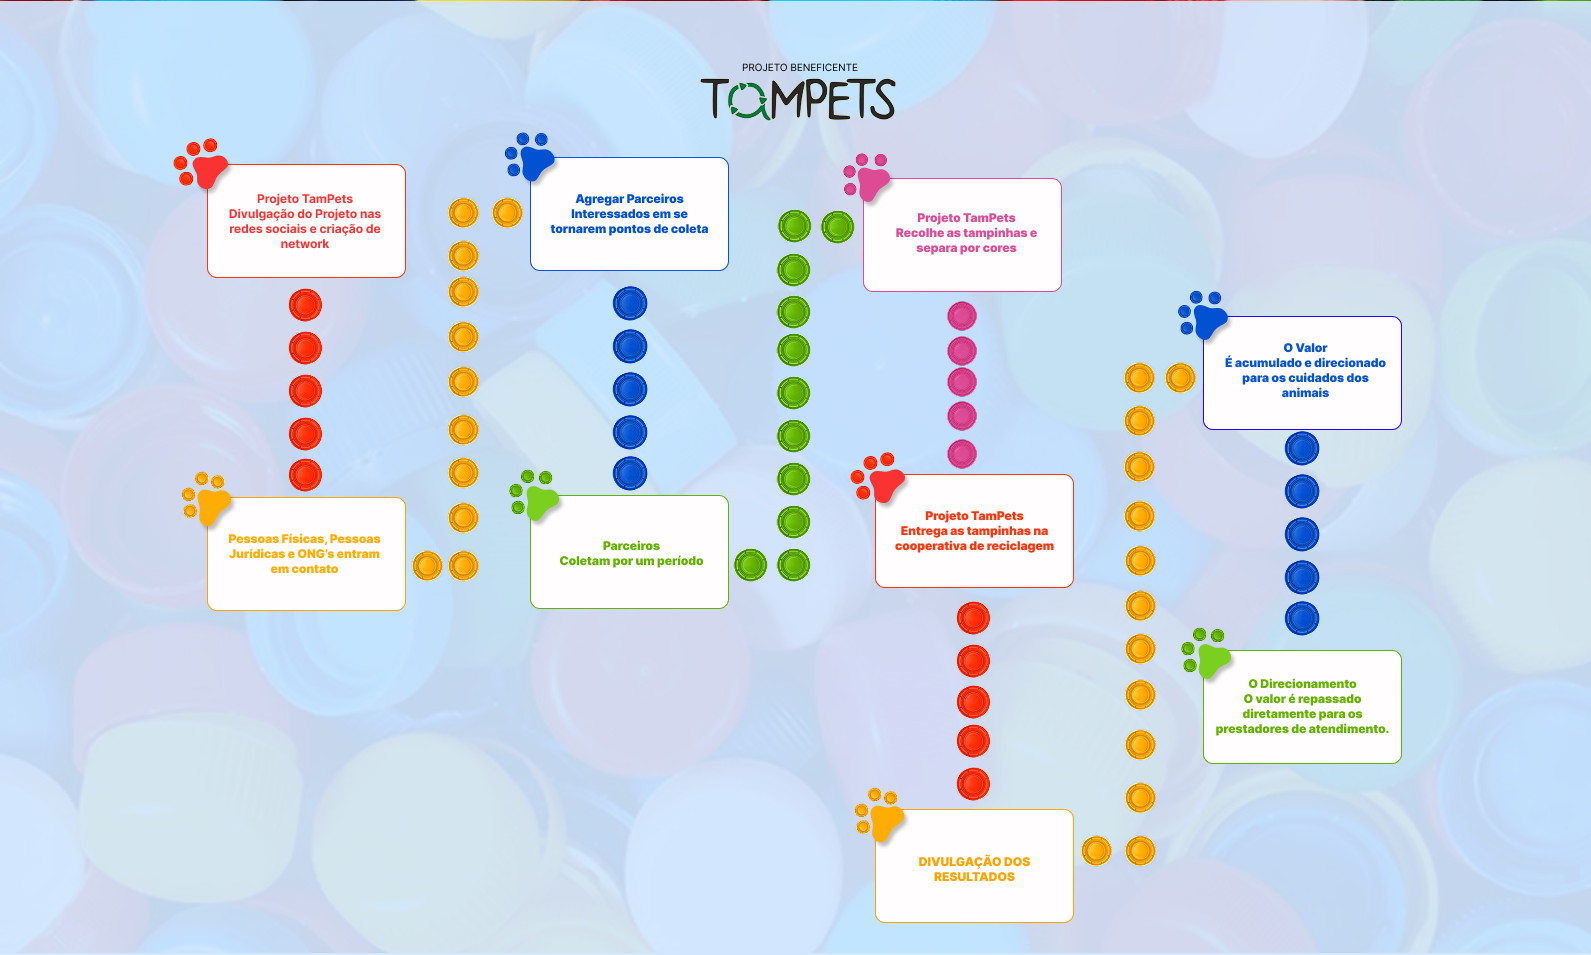 PROJETO BENEFICENTE
TAMPETS
Projeto TamPets
Divulgação do Projeto nas
redes sociais e criação de
network
Pessoas Físicas, Pessoas
Jurídicas e ONG's entram
em contato
Agregar Parceiros
Interessados em se
tornarem pontos de coleta
Parceiros
Coletam por um período
Projeto TamPets
Recolhe as tampinhas e
separa por cores
Projeto TamPets
Entrega as tampinhas na
cooperativa de reciclagem
DIVULGAÇÃO DOS
RESULTADOS
O Valor
É acumulado e direcionado
para os cuidados dos
animais
O Direcionamento
O valor é repassado
diretamente para os
prestadores de atendimento.